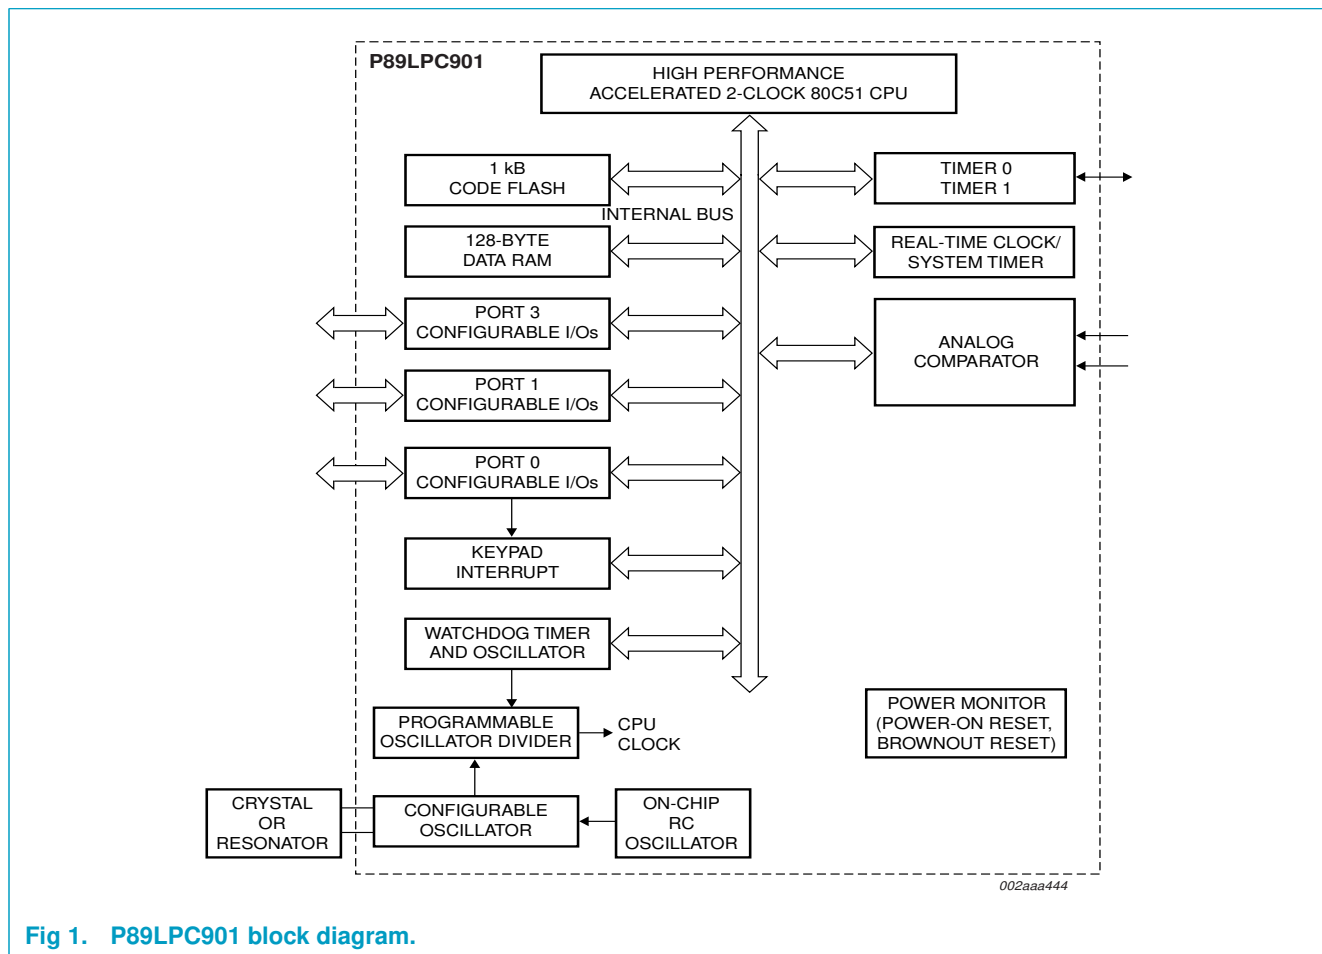 P89LPC901
HIGH PERFORMANCE
ACCELERATED 2-CLOCK 80C51 CPU
1 kB
CODE FLASH
TIMER 0
TIMER 1
INTERNAL BUS
128-BYTE
DATA RAM
REAL-TIME CLOCK/
SYSTEM TIMER
PORT 3
CONFIGURABLE I/Os
ANALOG
COMPARATOR
PORT 1
CONFIGURABLE I/Os
PORT 0
CONFIGURABLE I/Os
KEYPAD
INTERRUPT
WATCHDOG TIMER
AND OSCILLATOR
PROGRAMMABLE
OSCILLATOR DIVIDER
CPU
CLOCK
POWER MONITOR
(POWER-ON RESET,
BROWNOUT RESET)
CRYSTAL
OR
RESONATOR
CONFIGURABLE
OSCILLATOR
ON-CHIP
RC
OSCILLATOR
002aaa444
Fig 1. P89LPC901 block diagram.